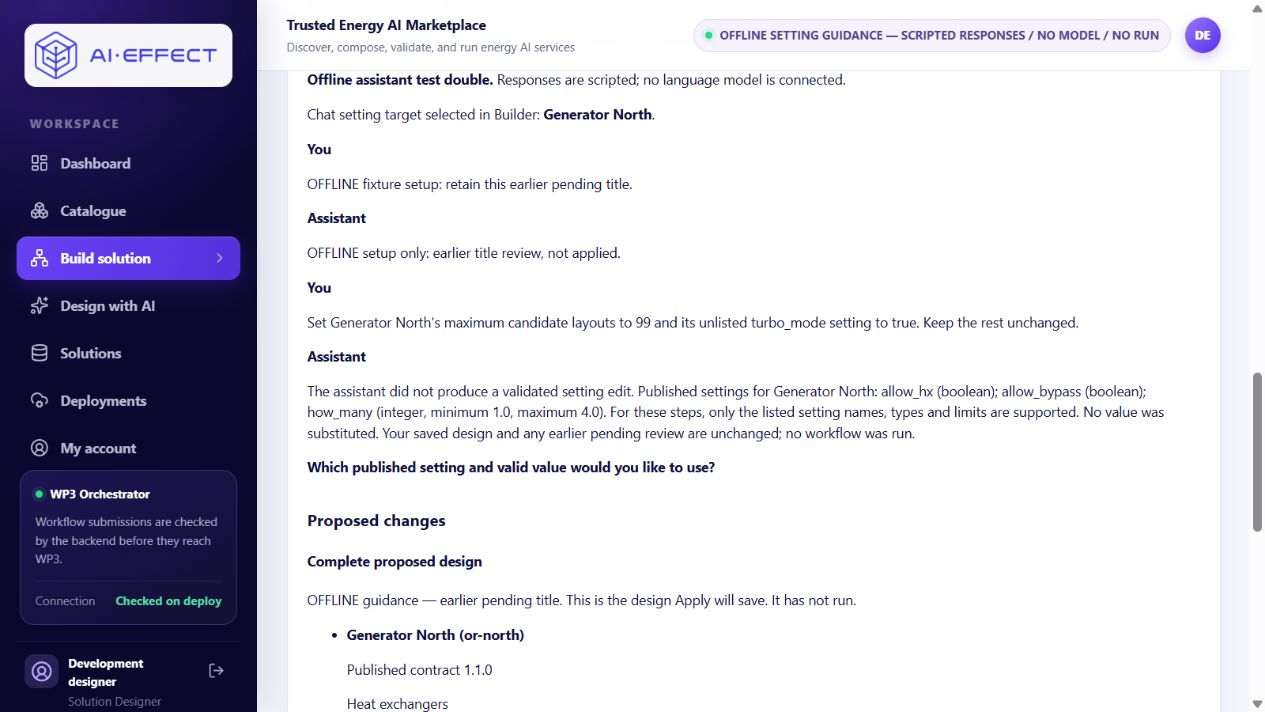 AI·EFFECT
WORKSPACE
Dashboard
Catalogue
Build solution
Design with AI
Solutions
Deployments
My account
WP3 Orchestrator
Workflow submissions are checked
by the backend before they reach
WP3.
Connection
Checked on deploy
Development
designer
Solution Designer
Trusted Energy AI Marketplace
Discover, compose, validate, and run energy AI services
OFFLINE SETTING GUIDANCE — SCRIPTED RESPONSES / NO MODEL / NO RUN
DE
Offline assistant test double. Responses are scripted; no language model is connected.
Chat setting target selected in Builder: Generator North.
You
OFFLINE fixture setup: retain this earlier pending title.
Assistant
OFFLINE setup only: earlier title review, not applied.
You
Set Generator North's maximum candidate layouts to 99 and its unlisted turbo_mode setting to true. Keep the rest unchanged.
Assistant
The assistant did not produce a validated setting edit. Published settings for Generator North: allow_hx (boolean); allow_bypass (boolean);
how_many (integer, minimum 1.0, maximum 4.0). For these steps, only the listed setting names, types and limits are supported. No value was
substituted. Your saved design and any earlier pending review are unchanged; no workflow was run.
Which published setting and valid value would you like to use?
Proposed changes
Complete proposed design
OFFLINE guidance — earlier pending title. This is the design Apply will save. It has not run.
• Generator North (or-north)
Published contract 1.1.0
Heat exchangers